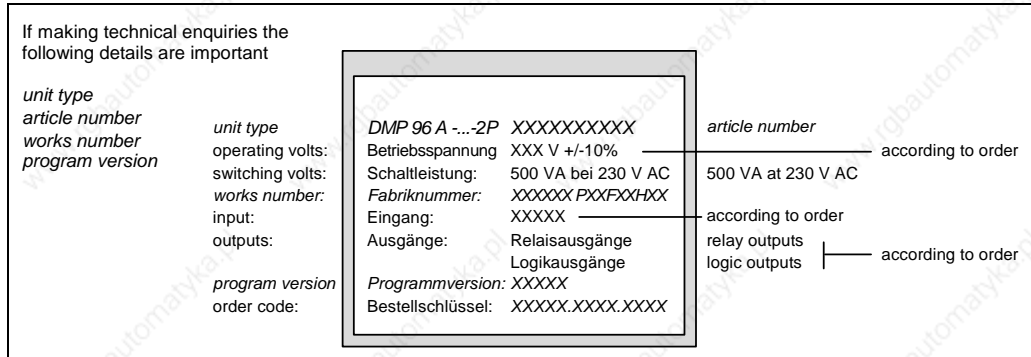 If making technical enquiries the
following details are important
unit type
article number
works number
program version
unit type DMP 96 A -...-2P XXXXXXXXXX article number
operating volts: Betriebsspannung XXX V +/-10% according to order
switching volts: Schaltleistung: 500 VA bei 230 V AC 500 VA at 230 V AC
works number: Fabriknummer: XXXXXX PXXFXXHXX
input: Eingang: XXXXX according to order
outputs: Ausgänge: Relaisausgänge relay outputs
Logikausgänge logic outputs according to order
program version Programmversion: XXXXX
order code: Bestellschlüssel: XXXXX.XXXX.XXXX
www.rgbautomatyka.pl